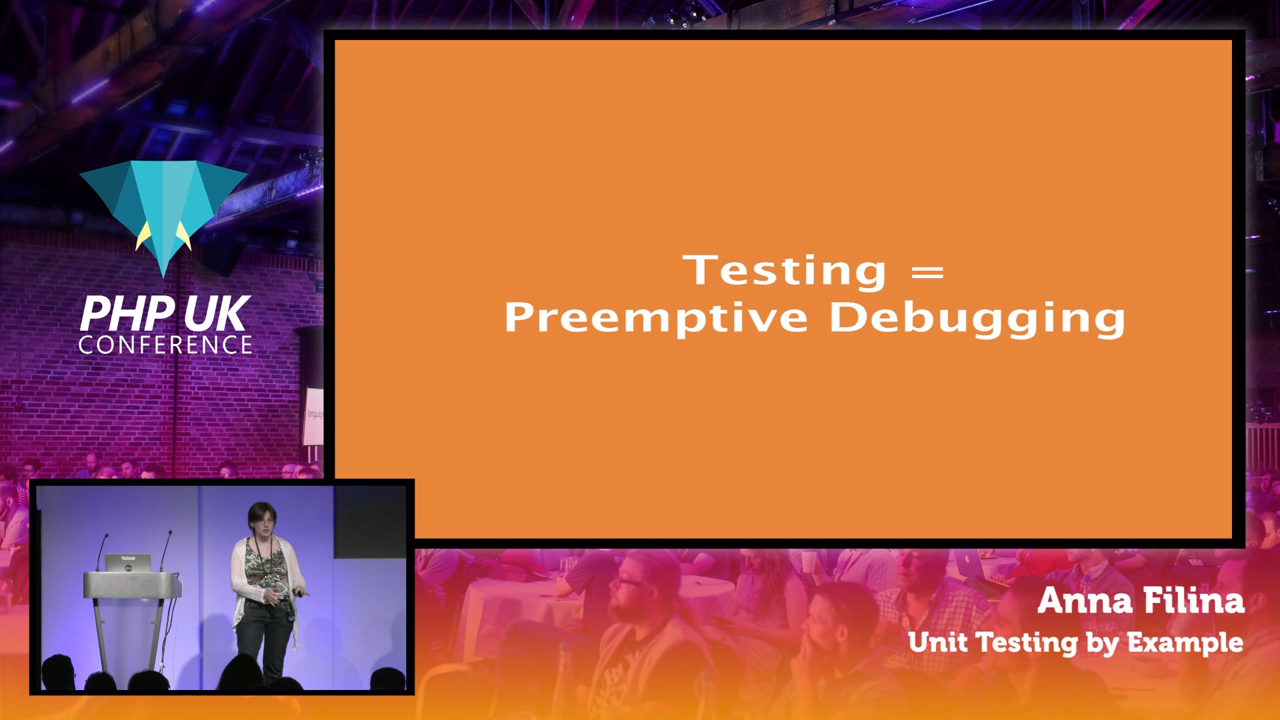 Testing =
Preemptive Debugging
PHP UK
CONFERENCE
Anna Filina
Unit Testing by Example